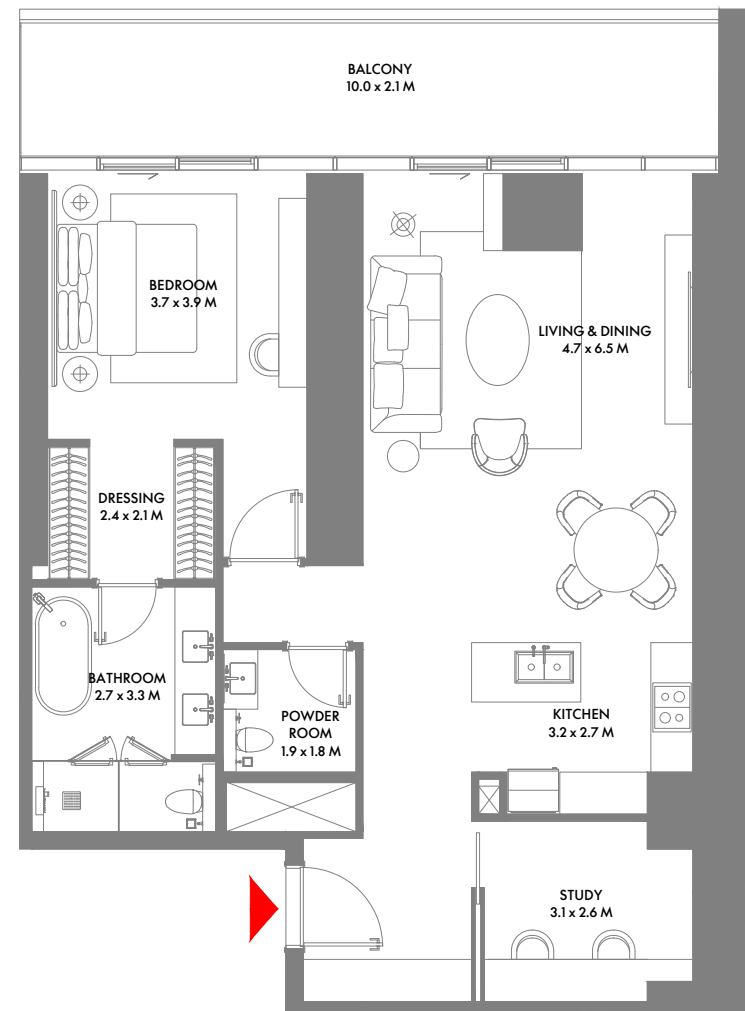 BALCONY
10.0 x 2.1 M
BEDROOM
3.7 x 3.9 M
LIVING & DINING
4.7 x 6.5 M
DRESSING
2.4 x 2.1 M
BATHROOM
2.7 x 3.3 M
POWDER
ROOM
1.9 x 1.8 M
KITCHEN
3.2 x 2.7 M
STUDY
3.1 x 2.6 M